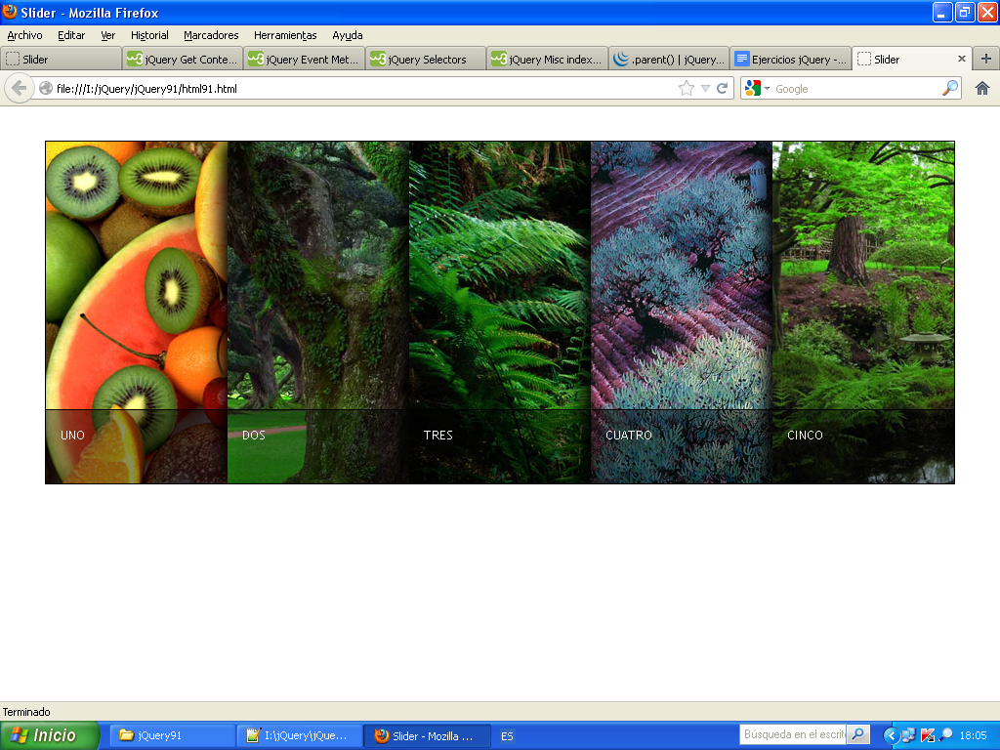 Slider - Mozilla Firefox
Archivo Editar Ver Historial Marcadores Herramientas Ayuda
Slider jQuery Get Conte... jQuery Event Met... jQuery Selectors jQuery Misc index... .parent() | jQuery... Ejercicios jQuery -... Slider
file:///I:/jQuery/jQuery91/html91.html Google
UNO DOS TRES CUATRO CINCO
Terminado
Inicio jQuery91 I:\jQuery\jQue... Slider - Mozilla ... ES Búsqueda en el escrit 18:05